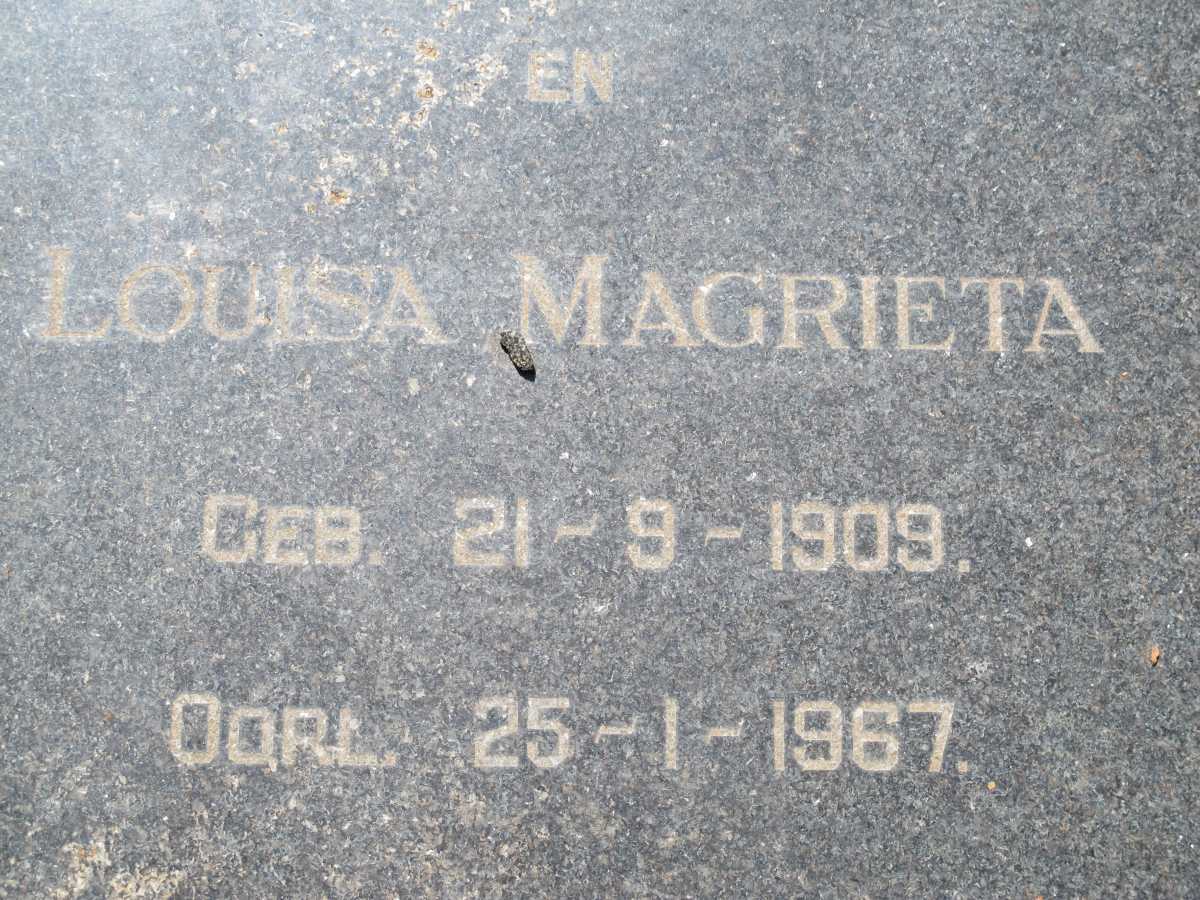 EN
LOUISA MAGRIETA
GEB. 21-9-1909.
OORL. 25-1-1967.